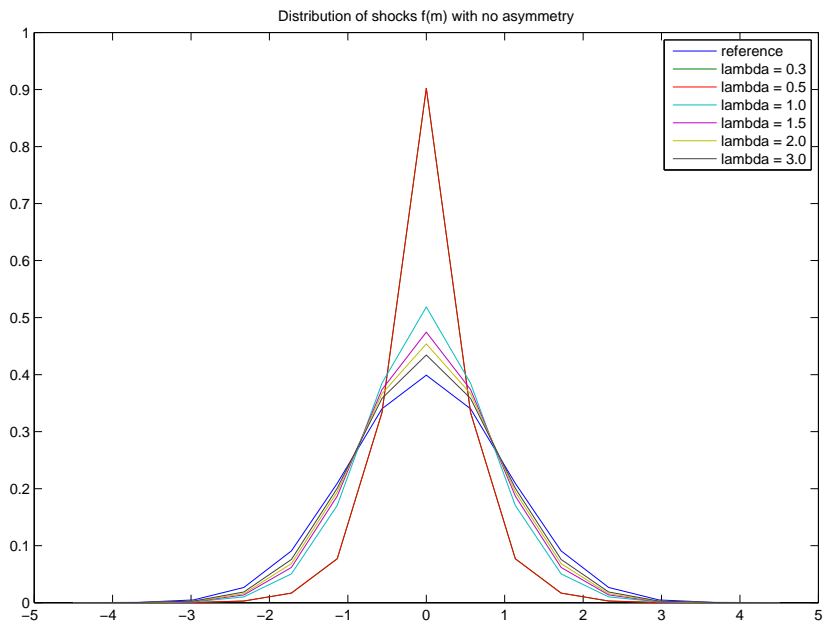 Distribution of shocks f(m) with no asymmetry
1
0.9
0.8
0.7
0.6
0.5
0.4
0.3
0.2
0.1
0
reference
lambda = 0.3
lambda = 0.5
lambda = 1.0
lambda = 1.5
lambda = 2.0
lambda = 3.0
-5 -4 -3 -2 -1 0 1 2 3 4 5